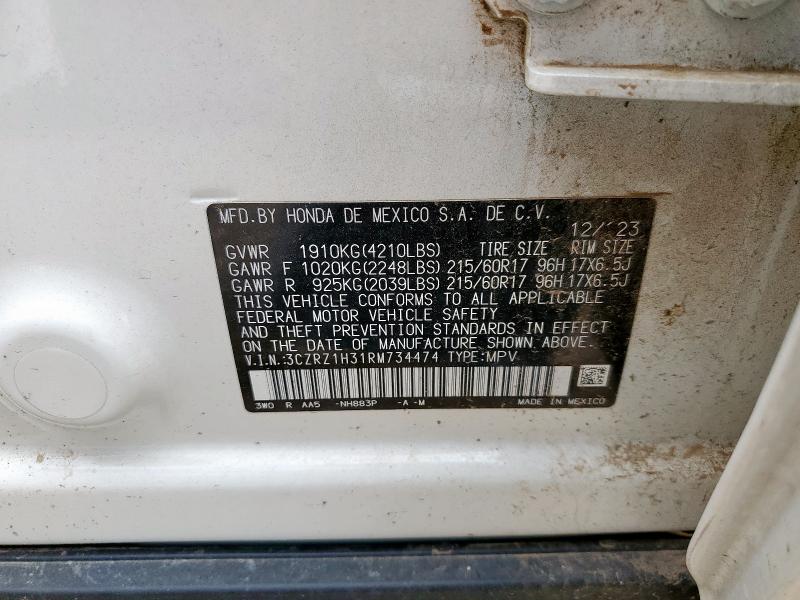 MFD.BY HONDA DE MEXICO S.A. DE C.V.
12/'23
GVWR 1910KG(4210LBS) TIRE SIZE RIM SIZE
GAWR F 1020KG(2248LBS) 215/60R17 96H 17X6.5J
GAWR R 925KG(2039LBS) 215/60R17 96H 17X6.5J
THIS VEHICLE CONFORMS TO ALL APPLICABLE
FEDERAL MOTOR VEHICLE SAFETY
AND THEFT PREVENTION STANDARDS IN EFFECT
ON THE DATE OF MANUFACTURE SHOWN ABOVE.
V.I.N.:3CZRZ1H31RM734474 TYPE:MPV
3W0 R AA5 -NH883P -A -M MADE IN MEXICO